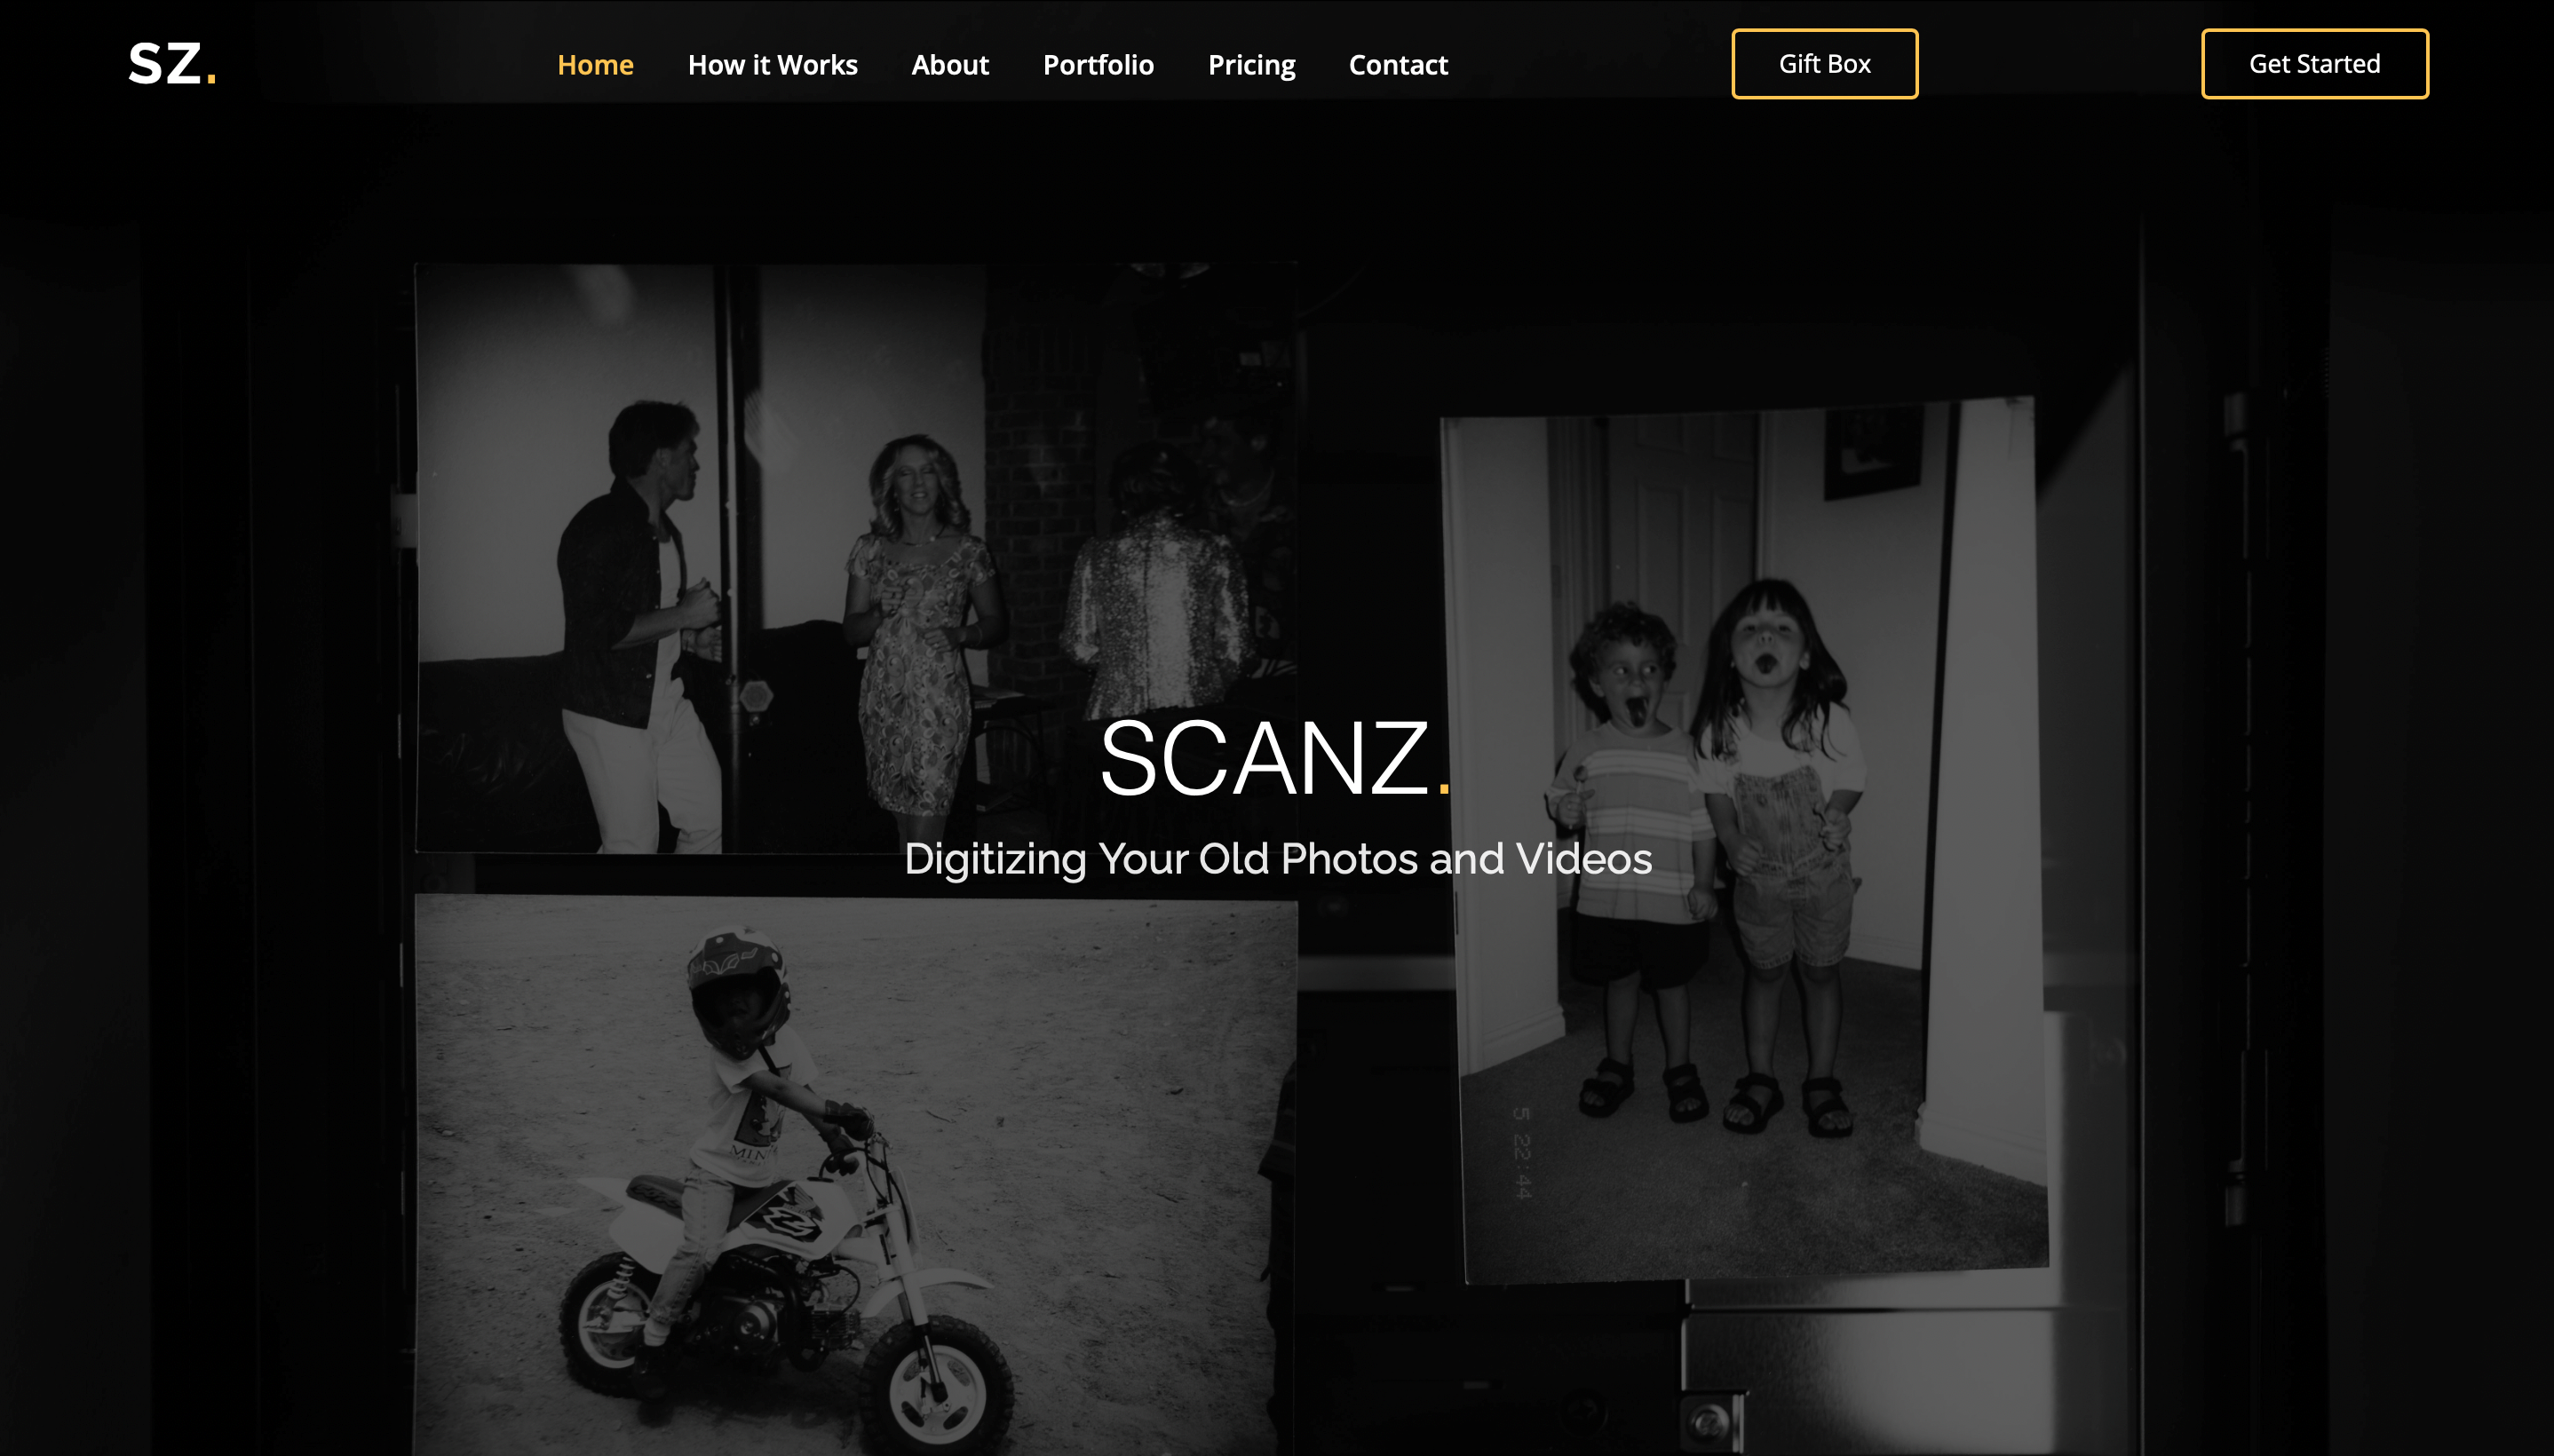 SZ.
Home How it Works About Portfolio Pricing Contact Gift Box Get Started
SCANZ.
Digitizing Your Old Photos and Videos
MIN
5 22:44